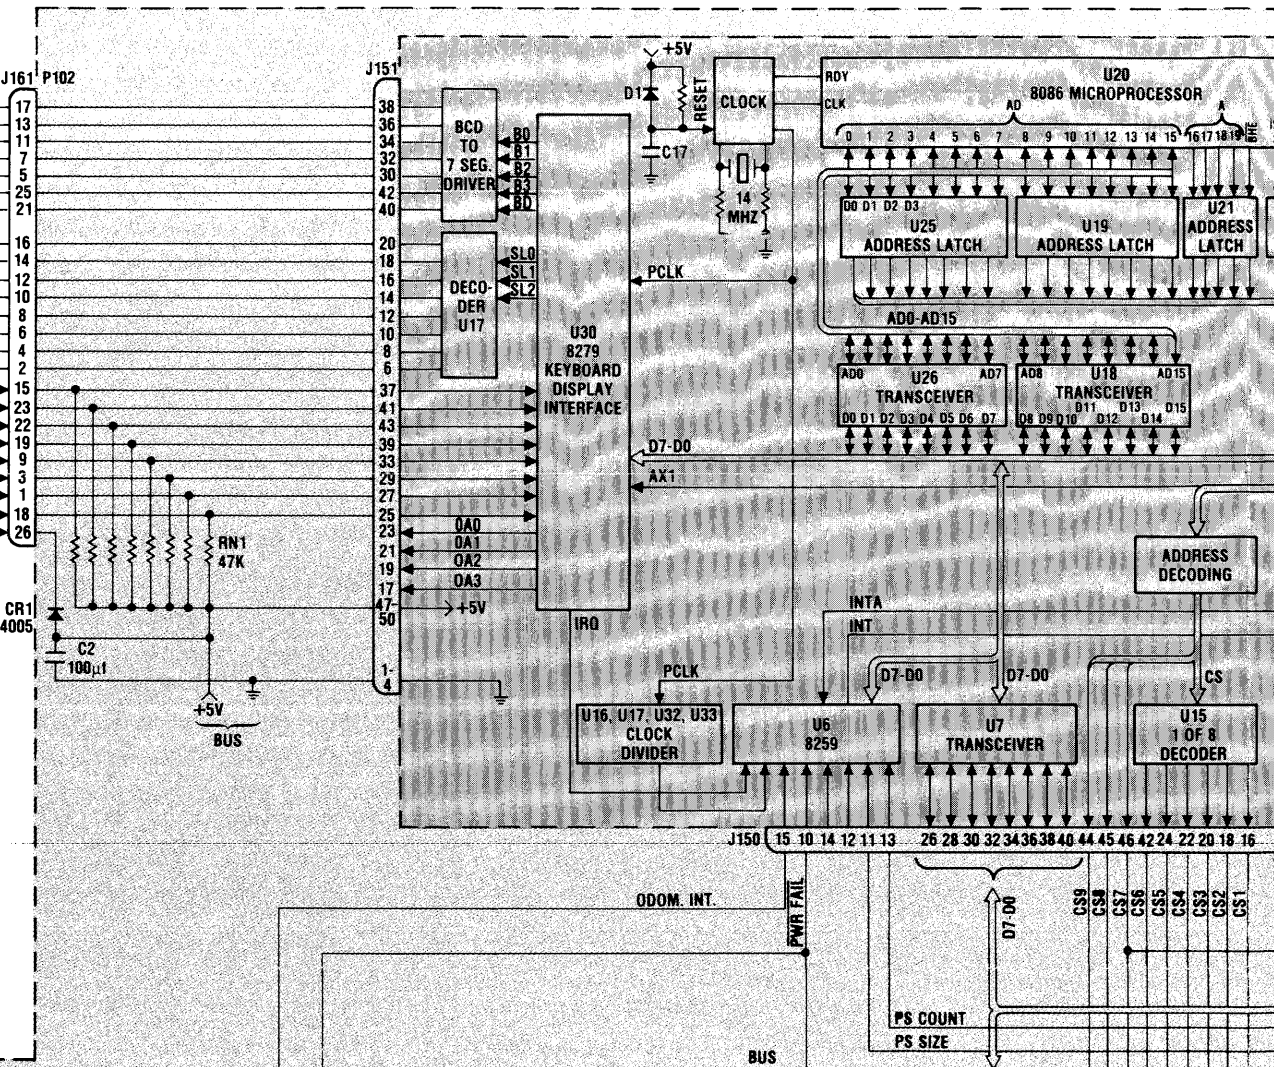 J161 P102
17
13
11
7
5
25
21
16
14
12
10
8
6
4
2
15
23
22
19
9
3
1
18
26
CR1
4005
C2
100µf
RN1
47K
+5V
BUS
J151
38
36
34
32
30
42
40
20
18
16
14
12
10
8
6
37
41
43
39
33
29
27
25
23
21
19
17
47-
50
1-
4
BCD
TO
7 SEG.
DRIVER
B0
B1
B2
B3
BD
DECO-
DER
U17
SL0
SL1
SL2
0A0
0A1
0A2
0A3
+5V
U30
8279
KEYBOARD
DISPLAY
INTERFACE
IRQ
+5V
D1
C17
RESET
CLOCK
14
MHZ
RDY
CLK
U20
8086 MICROPROCESSOR
AD
A
0 1 2 3 4 5 6 7 8 9 10 11 12 13 14 15 16 17 18 19 BHE
D0 D1 D2 D3
U25
ADDRESS LATCH
U19
ADDRESS LATCH
U21
ADDRESS
LATCH
PCLK
AD0-AD15
AD0 U26 AD7
TRANSCEIVER
D0 D1 D2 D3 D4 D5 D6 D7
AD8 U18 AD15
TRANSCEIVER
D8 D9 D10 D11 D12 D13 D14 D15
D7-D0
AX1
ADDRESS
DECODING
INTA
INT
PCLK
D7-D0
D7-D0
CS
U16, U17, U32, U33
CLOCK
DIVIDER
U6
8259
U7
TRANSCEIVER
U15
1 OF 8
DECODER
J150 15 10 14 12 11 13 26 28 30 32 34 36 38 40 44 45 46 42 24 22 20 18 16
ODOM. INT.
PWR FAIL
D7-D0
CS9
CS8
CS7
CS6
CS5
CS4
CS3
CS2
CS1
PS COUNT
PS SIZE
BUS